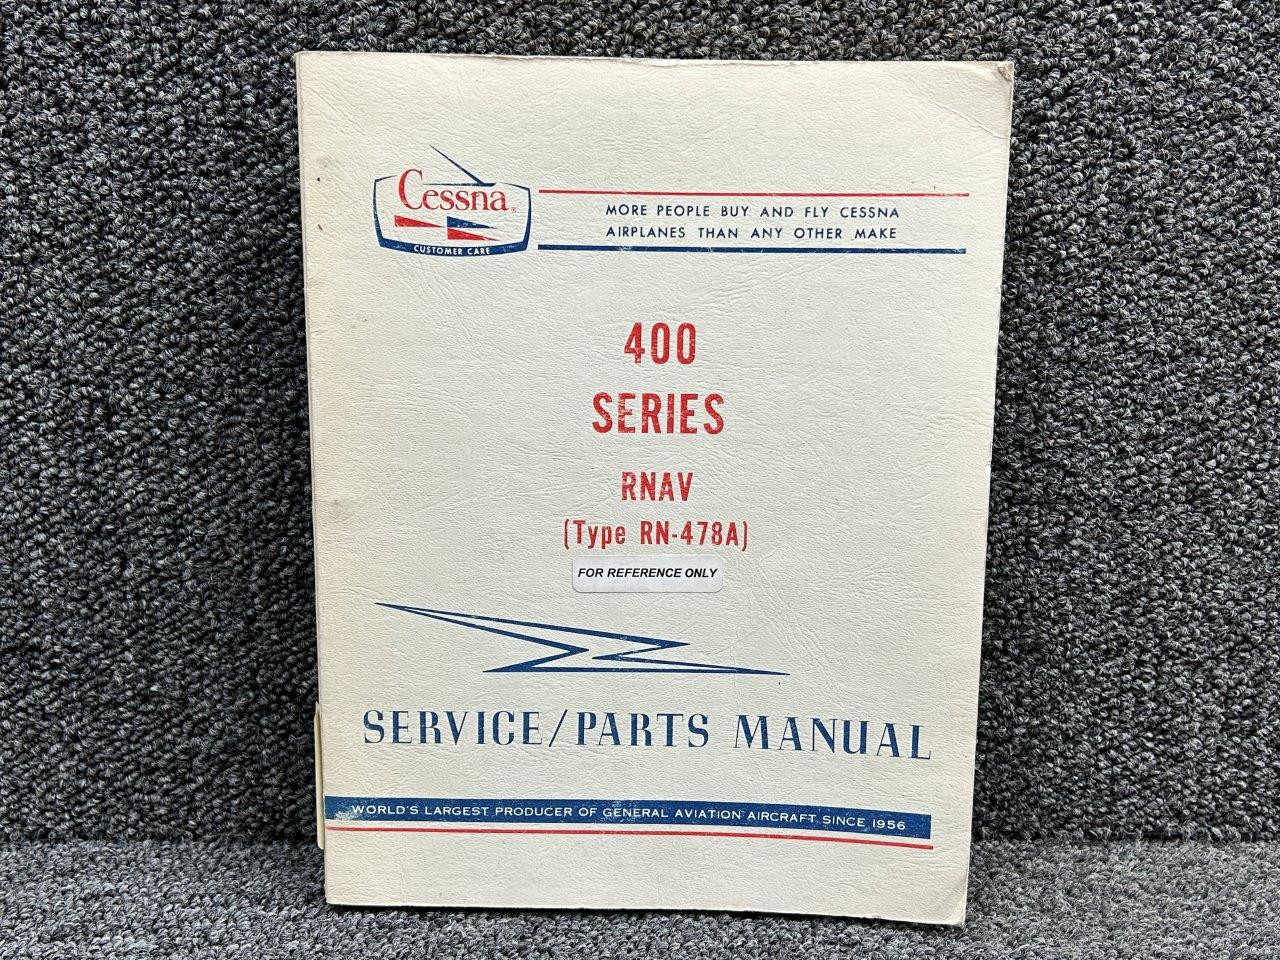 Cessna®
CUSTOMER CARE
MORE PEOPLE BUY AND FLY CESSNA
AIRPLANES THAN ANY OTHER MAKE
400
SERIES
RNAV
(Type RN-478A)
FOR REFERENCE ONLY
SERVICE/PARTS MANUAL
WORLD'S LARGEST PRODUCER OF GENERAL AVIATION AIRCRAFT SINCE 1956